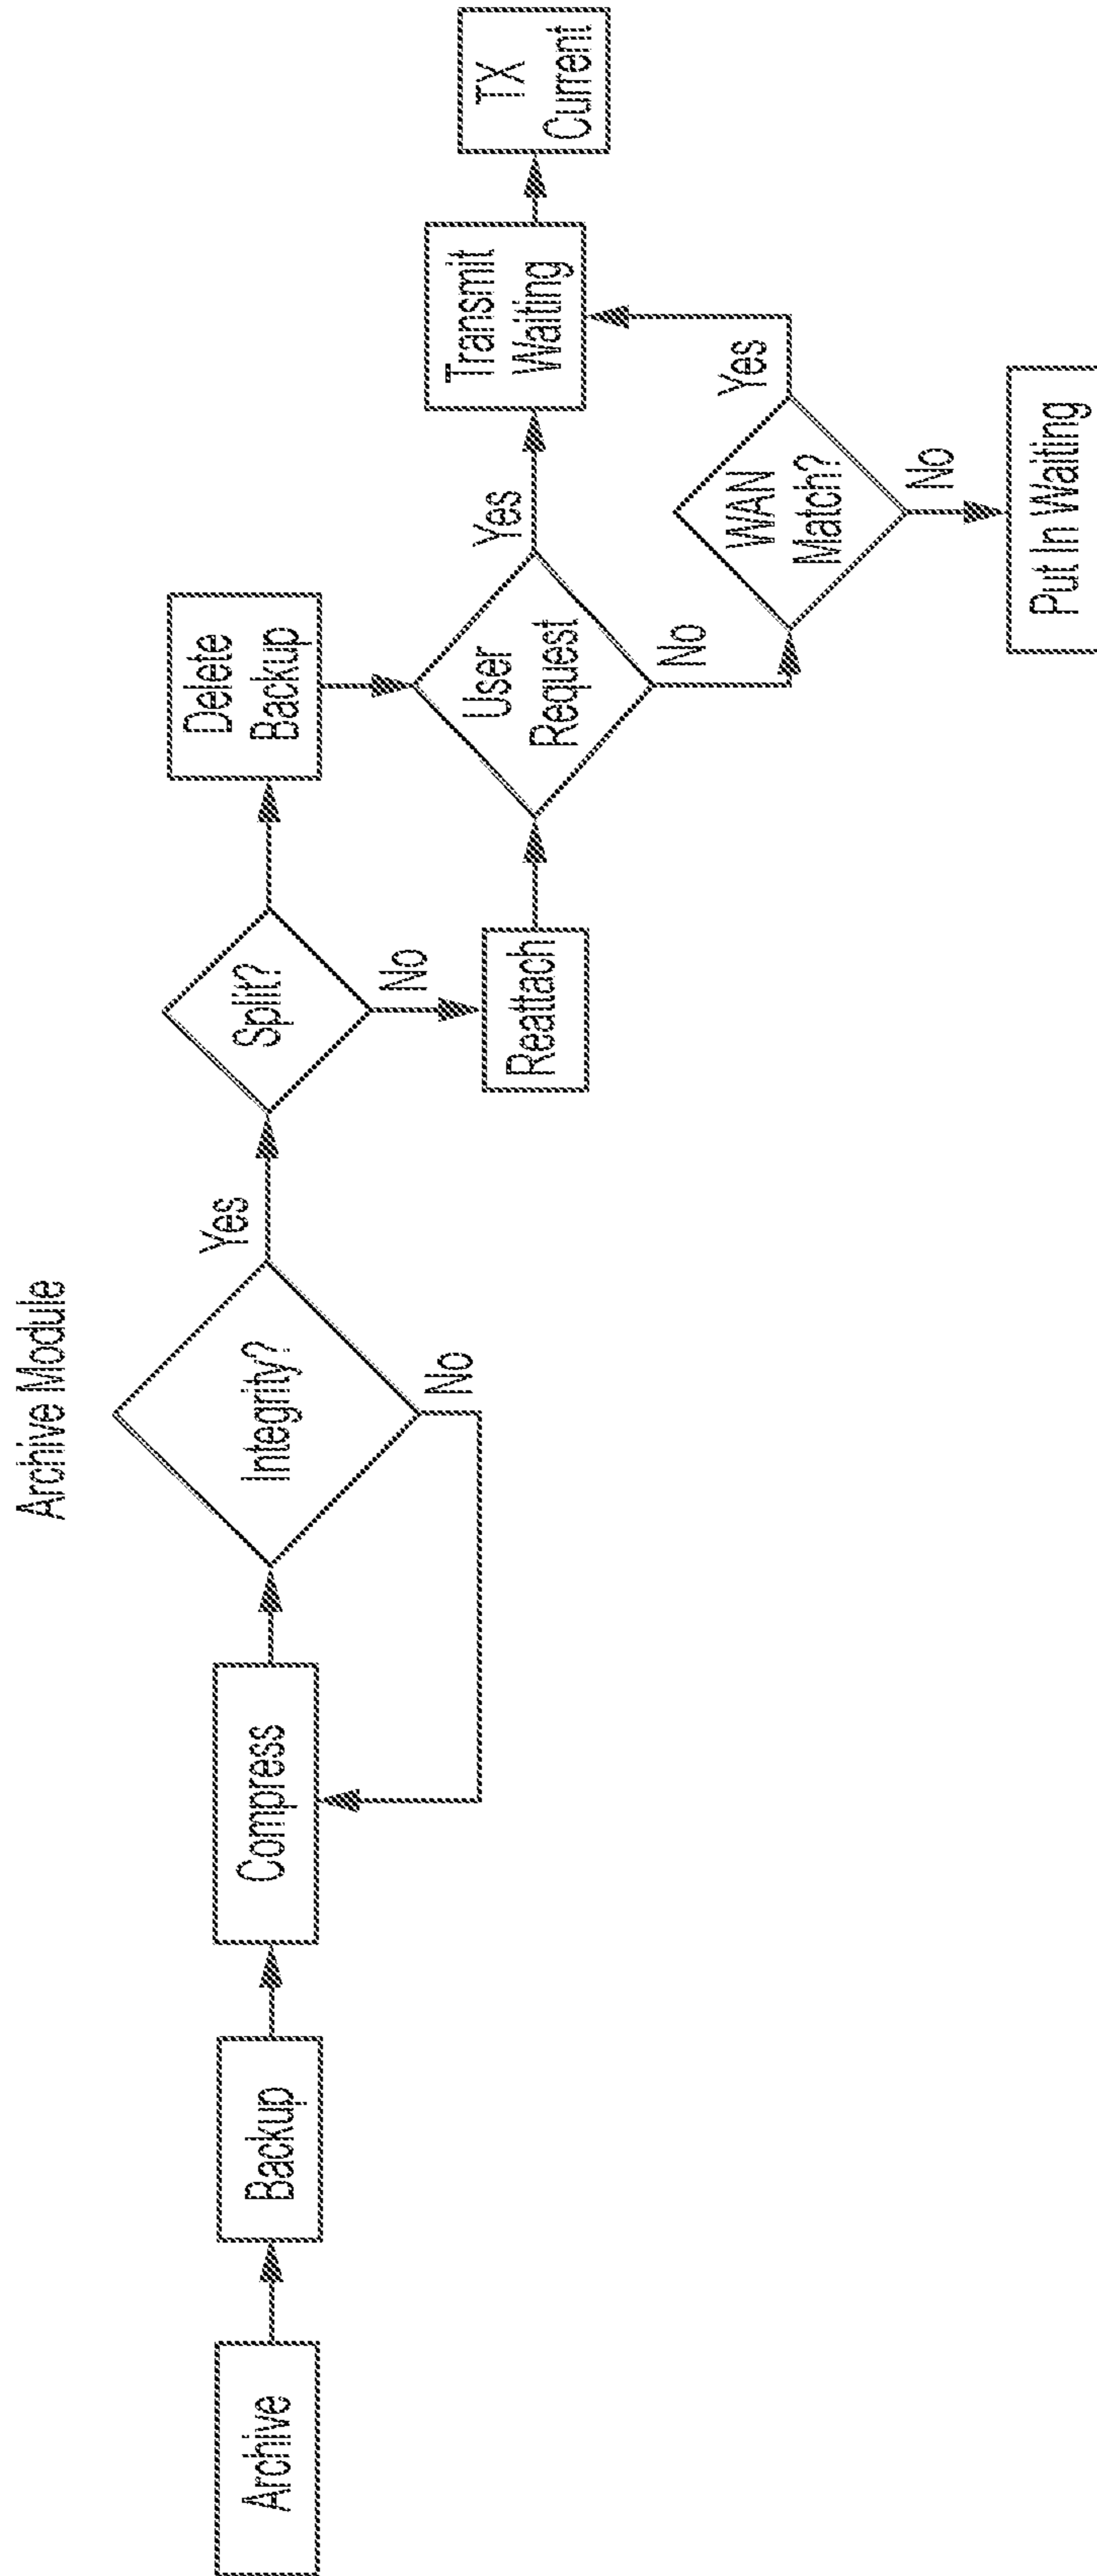 Archive Module
Archive
Backup
Compress
Integrity?
Yes
No
Split?
No
Delete
Backup
Reattach
User
Request
Yes
No
WAN
Match?
Yes
No
Transmit
Waiting
TX
Current
Put In Waiting